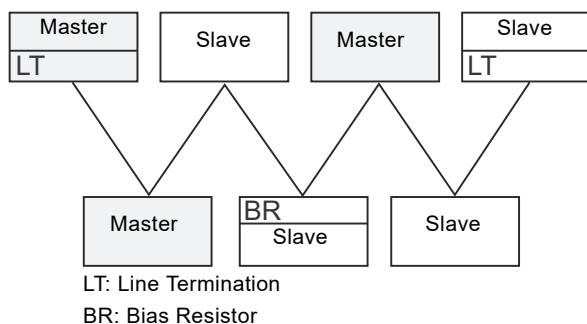 Master
LT
Slave
Master
Slave
LT
Master
BR
Slave
Slave
LT: Line Termination
BR: Bias Resistor